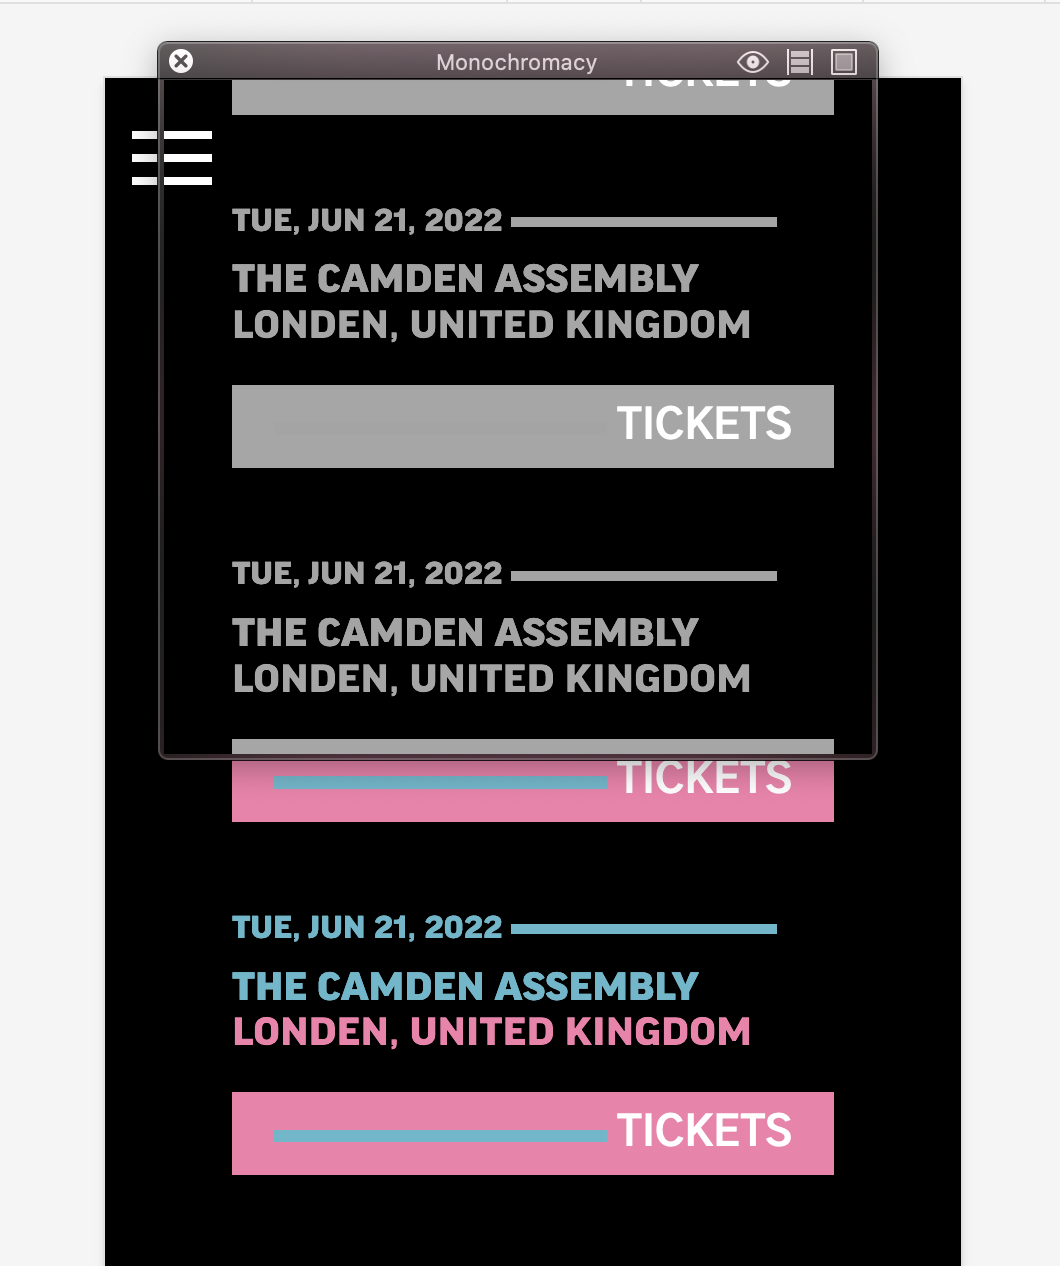 Monochromacy
TICKETS
TUE, JUN 21, 2022
THE CAMDEN ASSEMBLY
LONDEN, UNITED KINGDOM
TICKETS
TUE, JUN 21, 2022
THE CAMDEN ASSEMBLY
LONDEN, UNITED KINGDOM
TICKETS
TUE, JUN 21, 2022
THE CAMDEN ASSEMBLY
LONDEN, UNITED KINGDOM
TICKETS